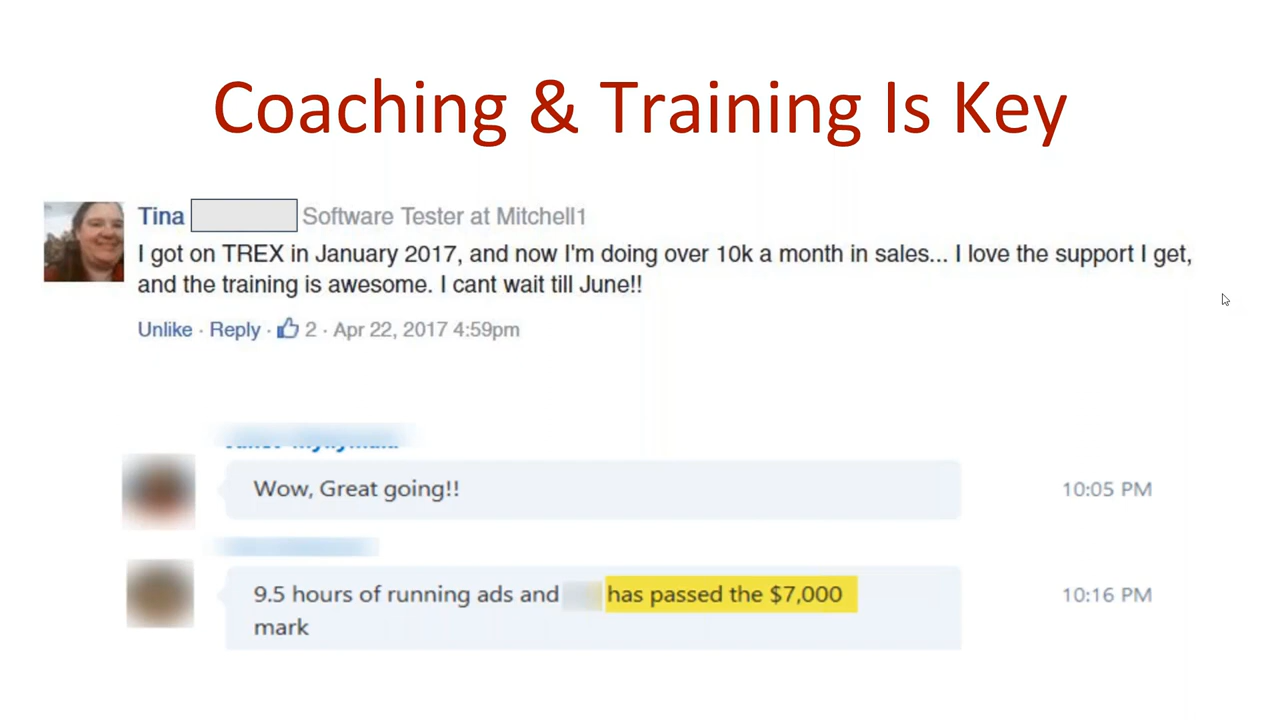 Coaching & Training Is Key
Tina Software Tester at Mitchell1
I got on TREX in January 2017, and now I'm doing over 10k a month in sales... I love the support I get,
and the training is awesome. I cant wait till June!!
Unlike · Reply · 2 · Apr 22, 2017 4:59pm
Wow, Great going!! 10:05 PM
9.5 hours of running ads and has passed the $7,000 10:16 PM
mark